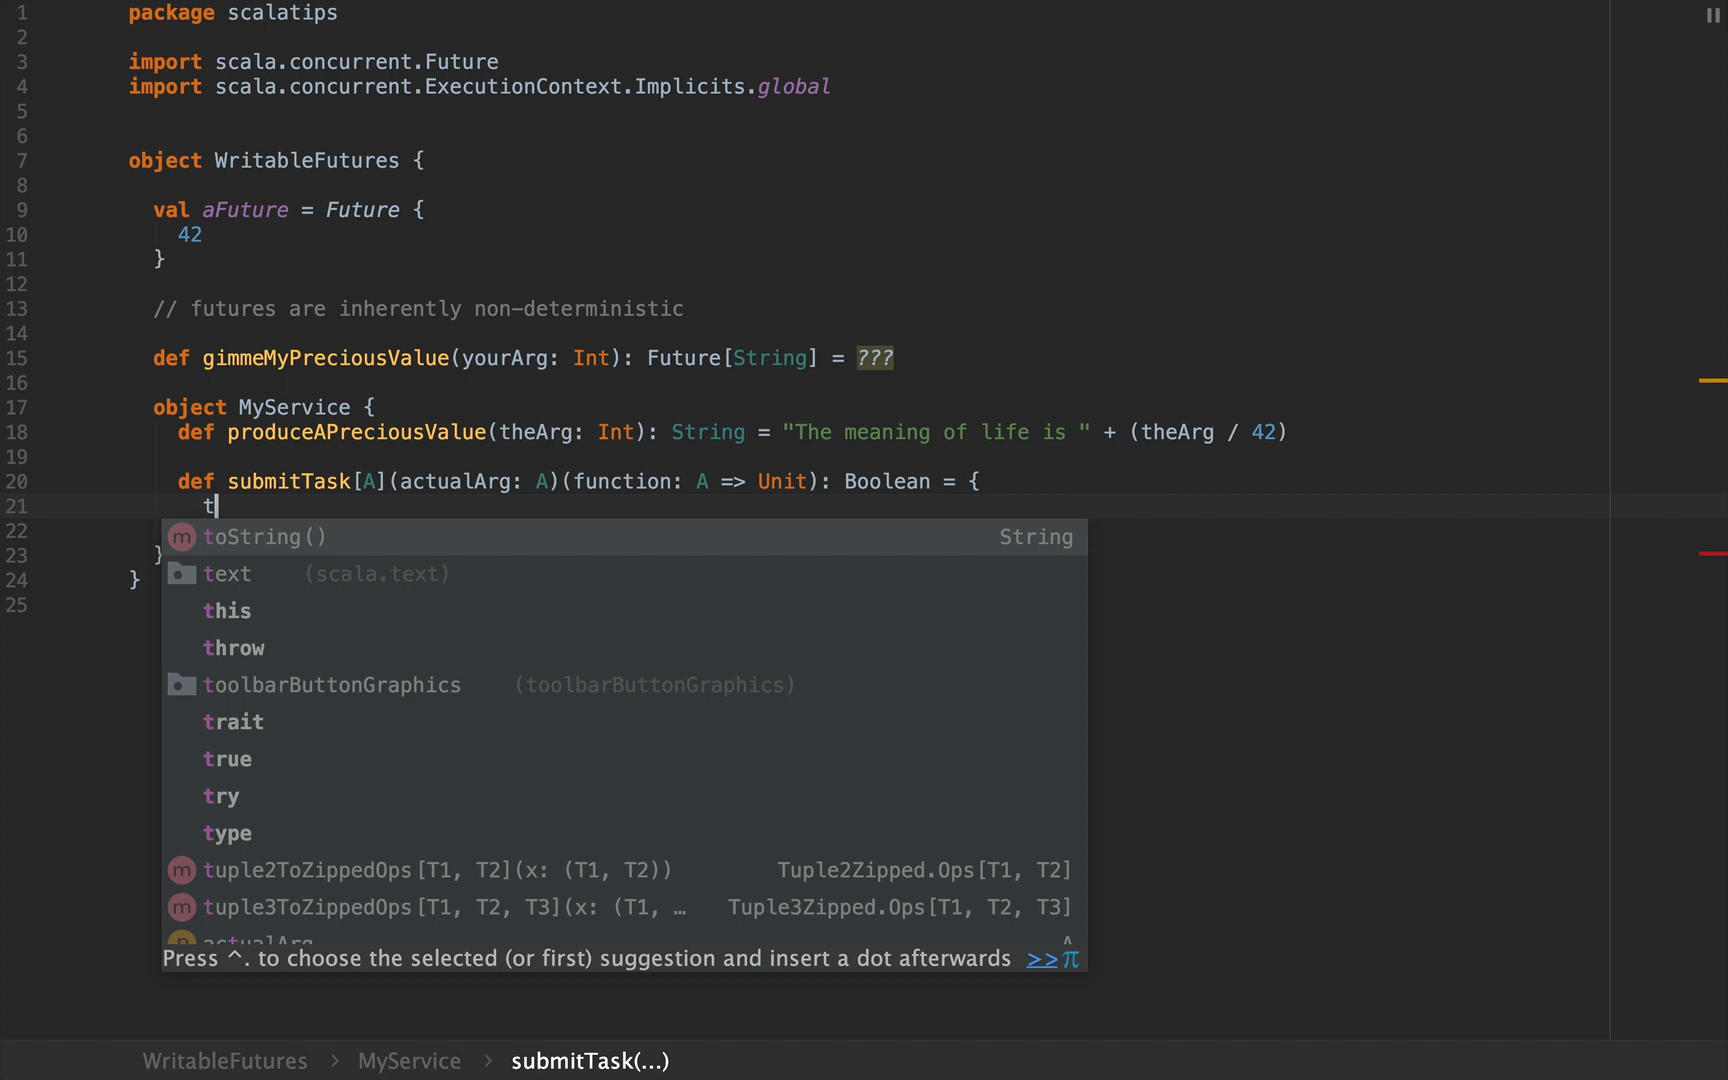 1 package scalatips
2
3 import scala.concurrent.Future
4 import scala.concurrent.ExecutionContext.Implicits.global
5
6
7 object WritableFutures {
8
9 val aFuture = Future {
10 42
11 }
12
13 // futures are inherently non-deterministic
14
15 def gimmeMyPreciousValue(yourArg: Int): Future[String] = ???
16
17 object MyService {
18 def produceAPreciousValue(theArg: Int): String = "The meaning of life is " + (theArg / 42)
19
20 def submitTask[A](actualArg: A)(function: A => Unit): Boolean = {
21 t
22
23 }
24 }
25
m toString() String
text (scala.text)
this
throw
toolbarButtonGraphics (toolbarButtonGraphics)
trait
true
try
type
m tuple2ToZippedOps[T1, T2](x: (T1, T2)) Tuple2Zipped.Ops[T1, T2]
m tuple3ToZippedOps[T1, T2, T3](x: (T1, … Tuple3Zipped.Ops[T1, T2, T3]
p actualArg A
Press ^. to choose the selected (or first) suggestion and insert a dot afterwards >> π
WritableFutures > MyService > submitTask(...)